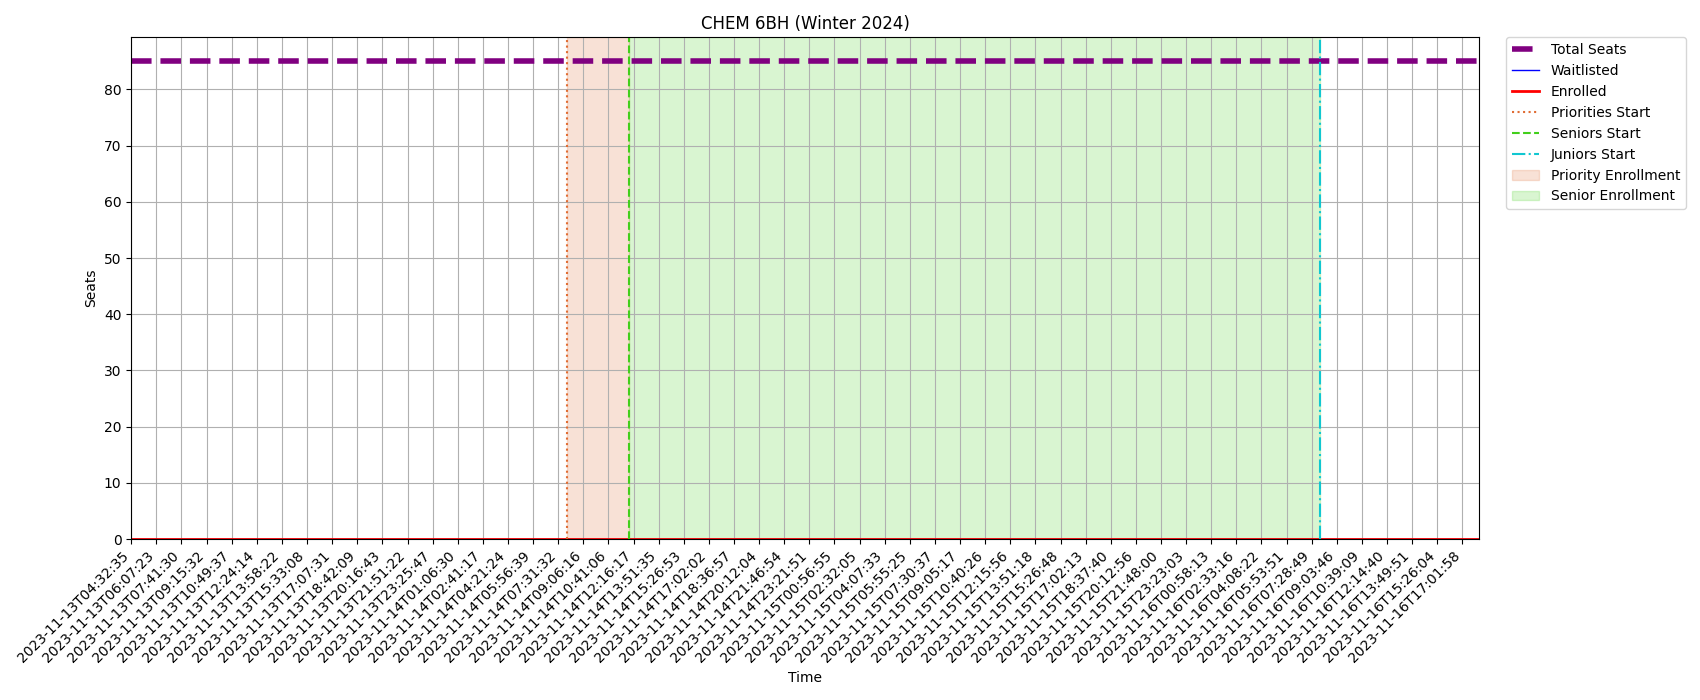 CHEM 6BH (Winter 2024)
Total Seats
Waitlisted
Enrolled
Priorities Start
Seniors Start
Juniors Start
Priority Enrollment
Senior Enrollment
Seats
80
70
60
50
40
30
20
10
0
2023-11-13T04:32:35
2023-11-13T06:07:23
2023-11-13T07:41:30
2023-11-13T09:15:32
2023-11-13T10:49:37
2023-11-13T12:24:14
2023-11-13T13:58:22
2023-11-13T15:33:08
2023-11-13T17:07:31
2023-11-13T18:42:09
2023-11-13T20:16:43
2023-11-13T21:51:22
2023-11-13T23:25:47
2023-11-14T01:06:30
2023-11-14T02:41:17
2023-11-14T04:21:24
2023-11-14T05:56:39
2023-11-14T07:31:32
2023-11-14T09:06:16
2023-11-14T10:41:06
2023-11-14T12:16:17
2023-11-14T13:51:35
2023-11-14T15:26:53
2023-11-14T17:02:02
2023-11-14T18:36:57
2023-11-14T20:12:04
2023-11-14T21:46:54
2023-11-14T23:21:51
2023-11-15T00:56:55
2023-11-15T02:32:05
2023-11-15T04:07:33
2023-11-15T05:55:25
2023-11-15T07:30:37
2023-11-15T09:05:17
2023-11-15T10:40:26
2023-11-15T12:15:56
2023-11-15T13:51:18
2023-11-15T15:26:48
2023-11-15T17:02:13
2023-11-15T18:37:40
2023-11-15T20:12:56
2023-11-15T21:48:00
2023-11-15T23:23:03
2023-11-16T00:58:13
2023-11-16T02:33:16
2023-11-16T04:08:22
2023-11-16T05:53:51
2023-11-16T07:28:49
2023-11-16T09:03:46
2023-11-16T10:39:09
2023-11-16T12:14:40
2023-11-16T13:49:51
2023-11-16T15:26:04
2023-11-16T17:01:58
Time